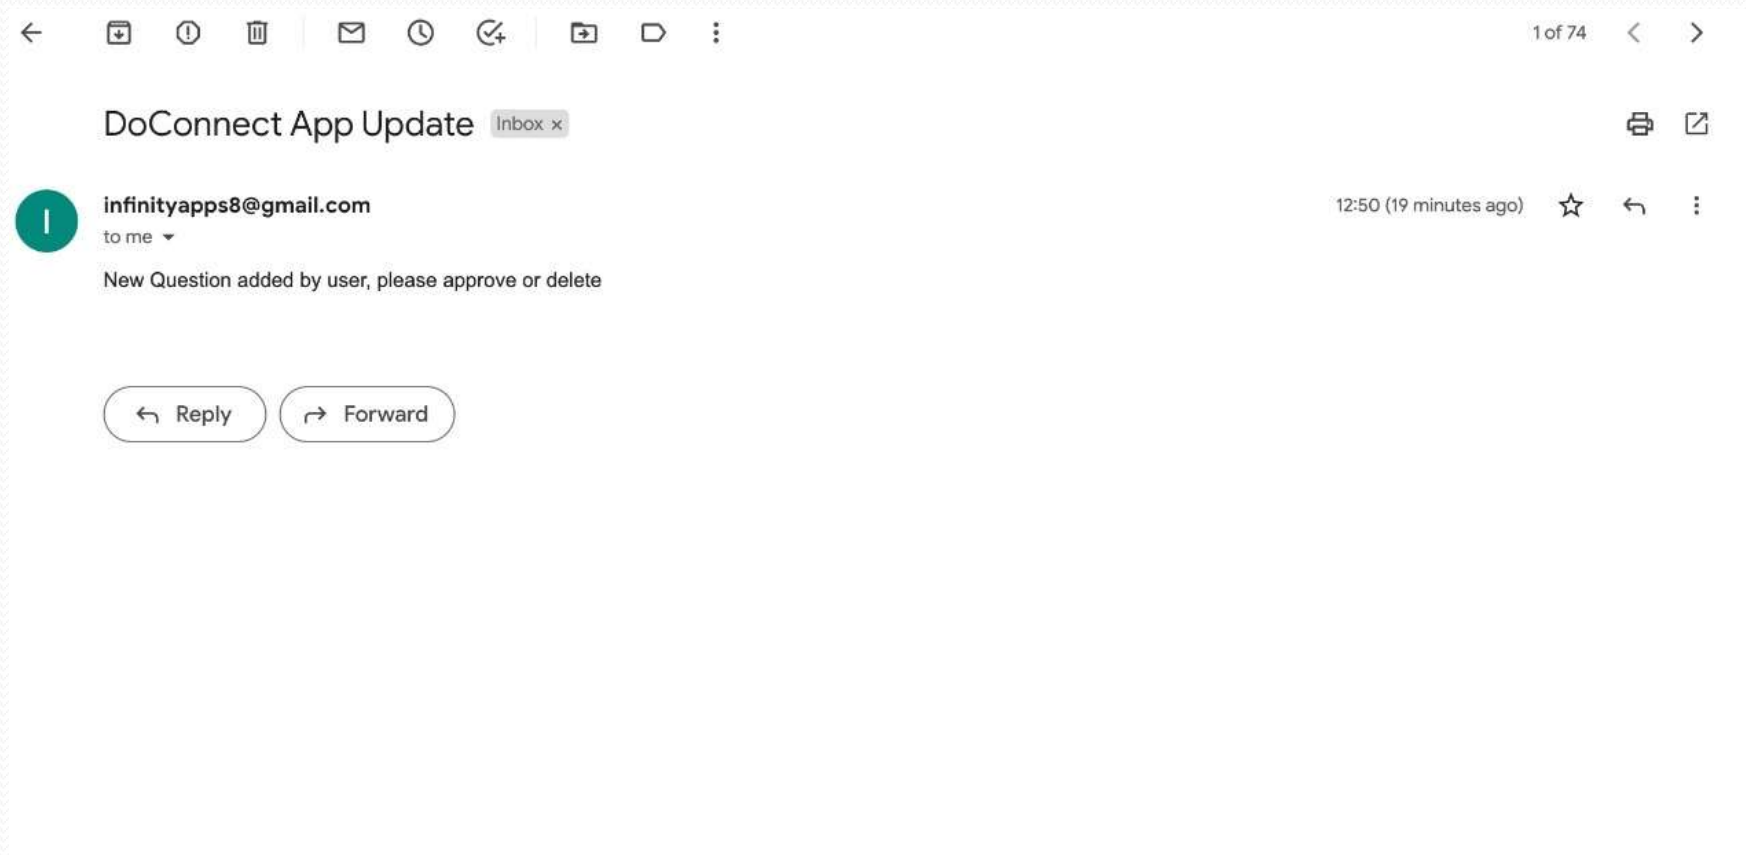 1 of 74
DoConnect App Update Inbox ×
I
infinityapps8@gmail.com 12:50 (19 minutes ago)
to me
New Question added by user, please approve or delete
Reply Forward